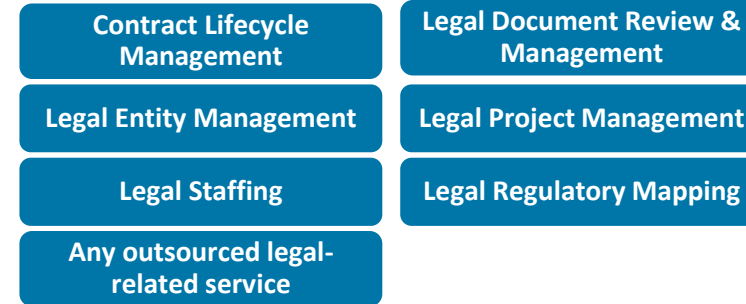 Contract Lifecycle
Management
Legal Document Review &
Management
Legal Entity Management
Legal Project Management
Legal Staffing
Legal Regulatory Mapping
Any outsourced legal-
related service